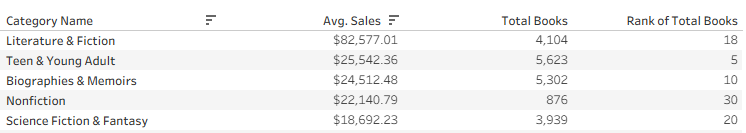 Category Name Avg. Sales Total Books Rank of Total Books
Literature & Fiction $82,577.01 4,104 18
Teen & Young Adult $25,542.36 5,623 5
Biographies & Memoirs $24,512.48 5,302 10
Nonfiction $22,140.79 876 30
Science Fiction & Fantasy $18,692.23 3,939 20